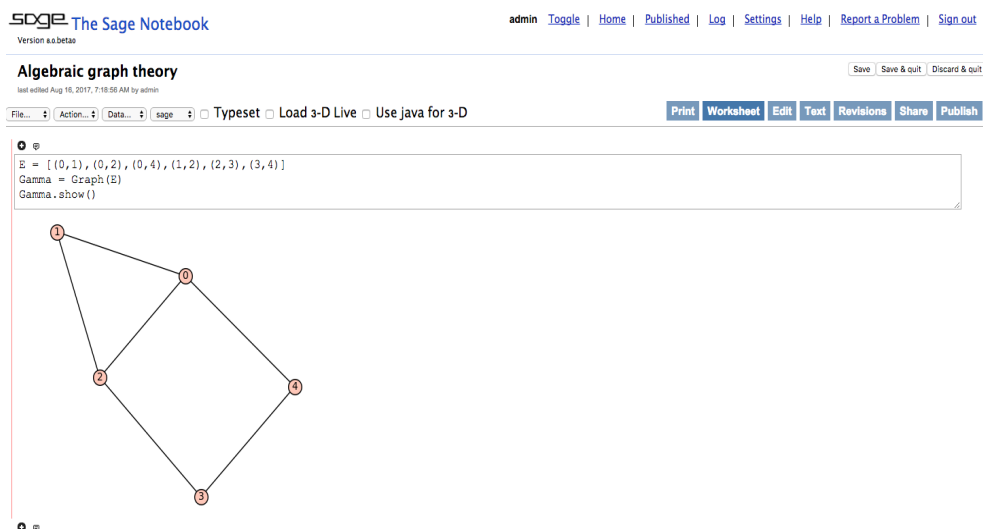 sage The Sage Notebook
Version 8.0.beta0
admin Toggle | Home | Published | Log | Settings | Help | Report a Problem | Sign out
Algebraic graph theory
last edited Aug 16, 2017, 7:18:56 AM by admin
Save Save & quit Discard & quit
File... Action... Data... sage Typeset Load 3-D Live Use java for 3-D
Print Worksheet Edit Text Revisions Share Publish
E = [(0,1),(0,2),(0,4),(1,2),(2,3),(3,4)]
Gamma = Graph(E)
Gamma.show()
1
0
2
4
3